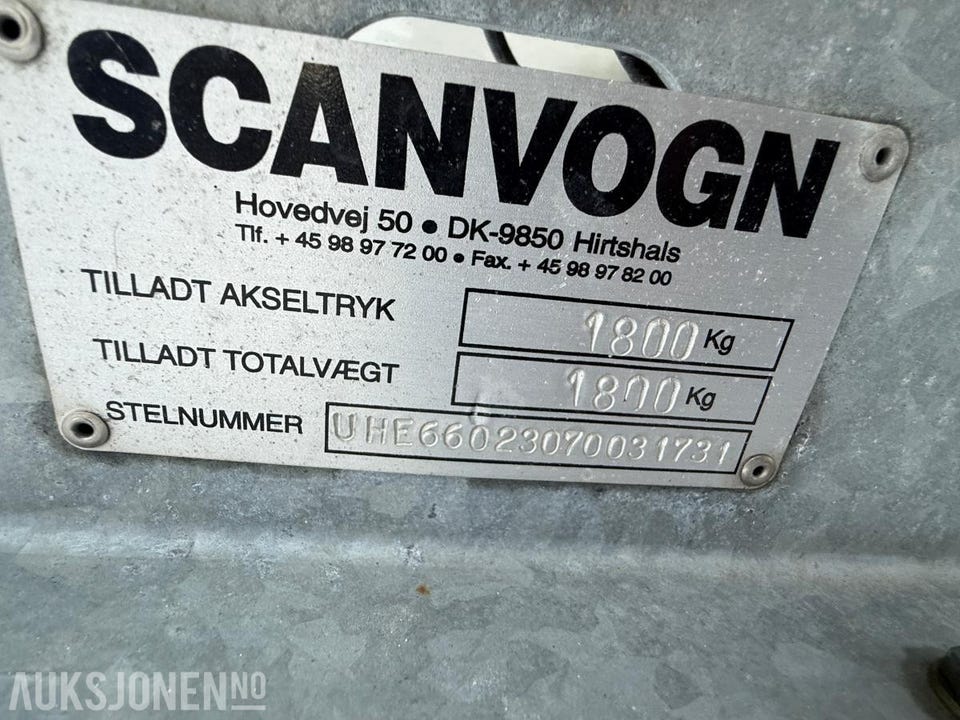 SCANVOGN
Hovedvej 50 • DK-9850 Hirtshals
Tlf. + 45 98 97 72 00 • Fax. + 45 98 97 82 00
TILLADT AKSELTRYK 1800 Kg
TILLADT TOTALVÆGT 1800 Kg
STELNUMMER UHE66023070031731
AUKSJONEN.NO